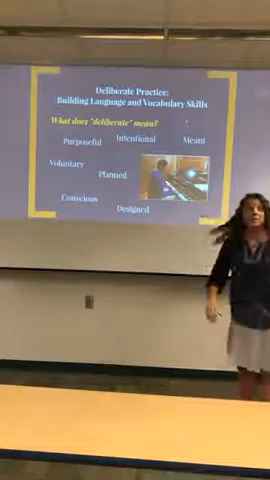 Deliberate Practice:
Building Language and Vocabulary Skills
What does "deliberate" mean?
Purposeful Intentional Meant
Voluntary
Planned
Conscious
Designed